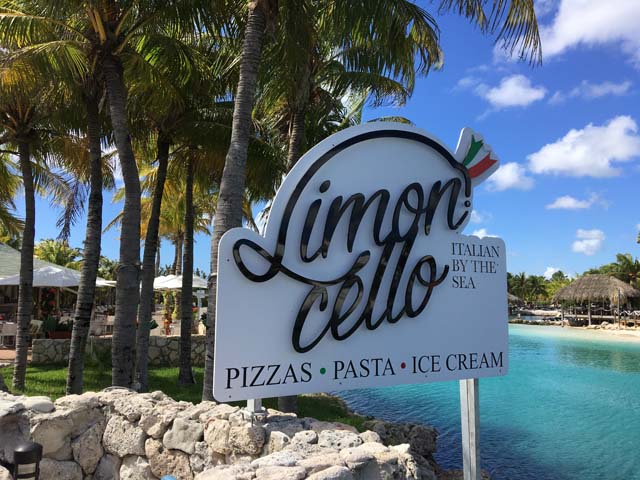 Limon
cello
ITALIAN
BY THE
SEA
PIZZAS • PASTA • ICE CREAM